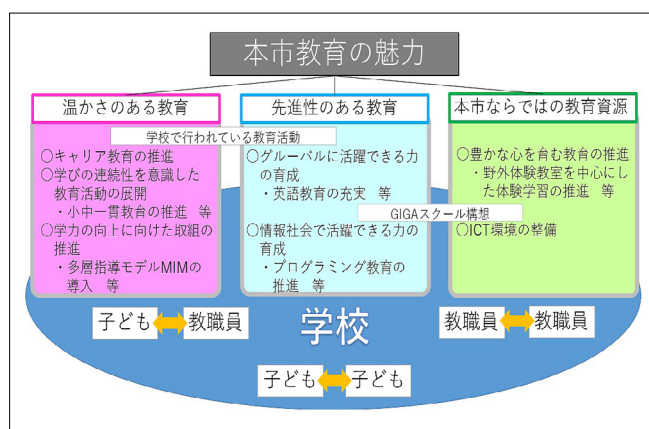 本市教育の魅力
温かさのある教育
先進性のある教育
本市ならではの教育資源
学校で行われている教育活動
○キャリア教育の推進
○学びの連続性を意識した
教育活動の展開
・小中一貫教育の推進 等
○学力の向上に向けた取組の
推進
・多層指導モデルMIMの
導入 等
○グルーバルに活躍できる力
の育成
・英語教育の充実 等
○情報社会で活躍できる力の
育成
・プログラミング教育の
推進 等
○豊かな心を育む教育の推進
・野外体験教室を中心にし
た体験学習の推進 等
GIGAスクール構想
○ICT環境の整備
子ども 教職員
学校
教職員 教職員
子ども 子ども